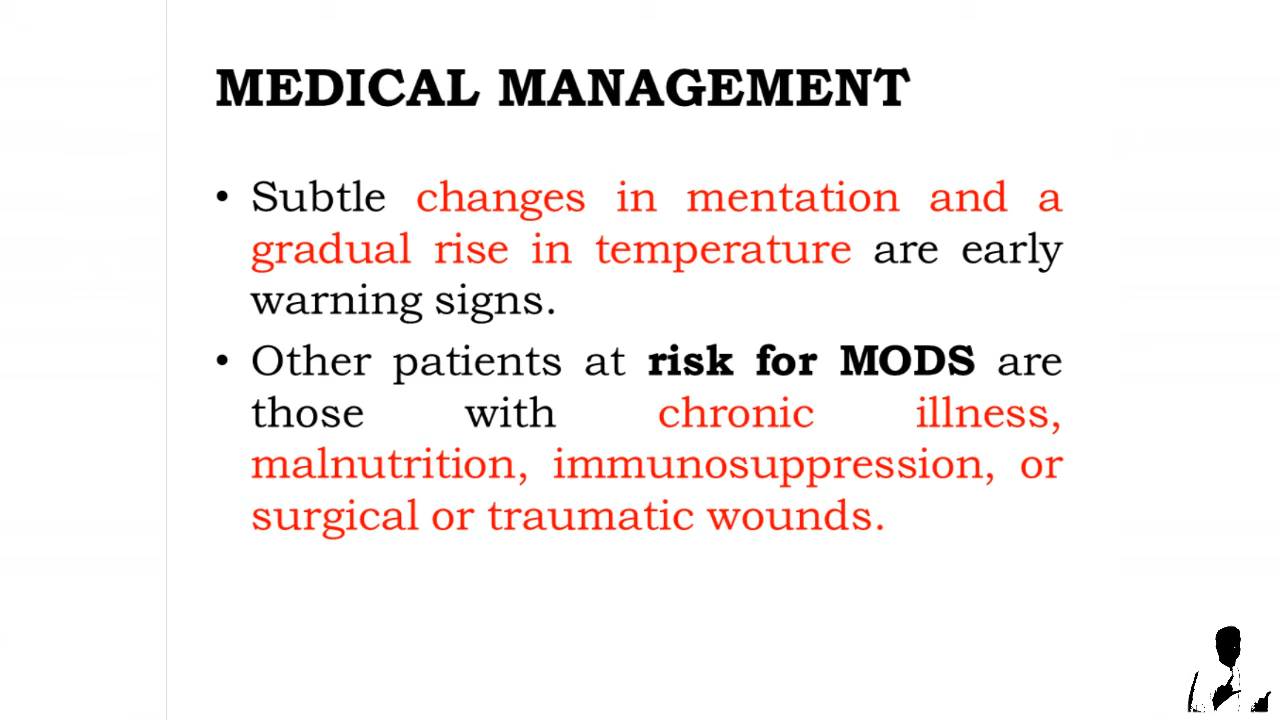 MEDICAL MANAGEMENT
• Subtle changes in mentation and a
gradual rise in temperature are early
warning signs.
• Other patients at risk for MODS are
those with chronic illness,
malnutrition, immunosuppression, or
surgical or traumatic wounds.